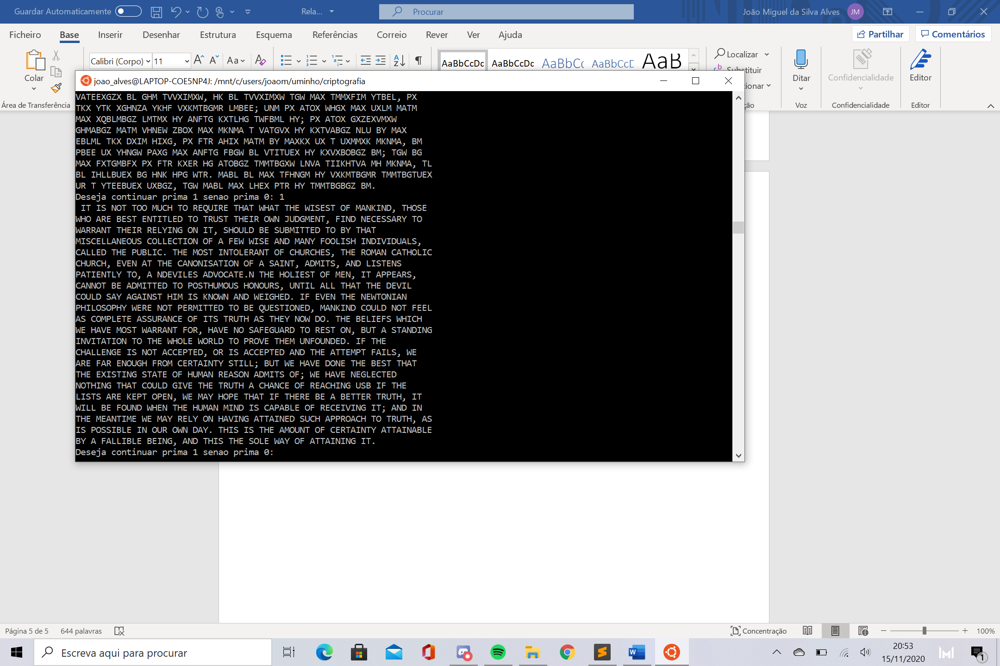 Guardar Automaticamente
Rela...
Procurar
João Miguel da Silva Alves
JM
Ficheiro
Base
Inserir
Desenhar
Estrutura
Esquema
Referências
Correio
Rever
Ver
Ajuda
Partilhar
Comentários
Colar
Calibri (Corpo)
11
Aa
AaBbCcDc
AaBbCcDc
AaBbC
AaBbCcD
AaB
Localizar
Substituir
Ditar
Confidencialidade
Editor
Área de Transferência
Voz
Confidencialidade
Editor
joao_alves@LAPTOP-COE5NP4J: /mnt/c/users/joaom/uminho/criptografia
VATEEXGZX BL GHM TVVXIMXW, HK BL TVVXIMXW TGW MAX TMMXFIM YTBEL, PX
TKX YTK XGHNZA YKHF VXKMTBGMR LMBEE; UNM PX ATOX WHGX MAX UXLM MATM
MAX XQBLMBGZ LMTMX HY ANFTG KXTLHG TWFBML HY; PX ATOX GXZEXVMXW
GHMABGZ MATM VHNEW ZBOX MAX MKNMA T VATGVX HY KXTVABGZ NLU BY MAX
EBLML TKX DXIM HIXG, PX FTR AHIX MATM BY MAXKX UX T UXMMXK MKNMA, BM
PBEE UX YHNGW PAXG MAX ANFTG FBGW BL VTITUEX HY KXVXBOBGZ BM; TGW BG
MAX FXTGMBFX PX FTR KXER HG ATOBGZ TMMTBGXW LNVA TIIKHTVA MH MKNMA, TL
BL IHLLBUEX BG HNK HPG WTR. MABL BL MAX TFHNGM HY VXKMTBGMR TMMTBGTUEX
UR T YTEEBUEX UXBGZ, TGW MABL MAX LHEX PTR HY TMMTBGBGZ BM.
Deseja continuar prima 1 senao prima 0: 1
IT IS NOT TOO MUCH TO REQUIRE THAT WHAT THE WISEST OF MANKIND, THOSE
WHO ARE BEST ENTITLED TO TRUST THEIR OWN JUDGMENT, FIND NECESSARY TO
WARRANT THEIR RELYING ON IT, SHOULD BE SUBMITTED TO BY THAT
MISCELLANEOUS COLLECTION OF A FEW WISE AND MANY FOOLISH INDIVIDUALS,
CALLED THE PUBLIC. THE MOST INTOLERANT OF CHURCHES, THE ROMAN CATHOLIC
CHURCH, EVEN AT THE CANONISATION OF A SAINT, ADMITS, AND LISTENS
PATIENTLY TO, A NDEVILES ADVOCATE.N THE HOLIEST OF MEN, IT APPEARS,
CANNOT BE ADMITTED TO POSTHUMOUS HONOURS, UNTIL ALL THAT THE DEVIL
COULD SAY AGAINST HIM IS KNOWN AND WEIGHED. IF EVEN THE NEWTONIAN
PHILOSOPHY WERE NOT PERMITTED TO BE QUESTIONED, MANKIND COULD NOT FEEL
AS COMPLETE ASSURANCE OF ITS TRUTH AS THEY NOW DO. THE BELIEFS WHICH
WE HAVE MOST WARRANT FOR, HAVE NO SAFEGUARD TO REST ON, BUT A STANDING
INVITATION TO THE WHOLE WORLD TO PROVE THEM UNFOUNDED. IF THE
CHALLENGE IS NOT ACCEPTED, OR IS ACCEPTED AND THE ATTEMPT FAILS, WE
ARE FAR ENOUGH FROM CERTAINTY STILL; BUT WE HAVE DONE THE BEST THAT
THE EXISTING STATE OF HUMAN REASON ADMITS OF; WE HAVE NEGLECTED
NOTHING THAT COULD GIVE THE TRUTH A CHANCE OF REACHING USB IF THE
LISTS ARE KEPT OPEN, WE MAY HOPE THAT IF THERE BE A BETTER TRUTH, IT
WILL BE FOUND WHEN THE HUMAN MIND IS CAPABLE OF RECEIVING IT; AND IN
THE MEANTIME WE MAY RELY ON HAVING ATTAINED SUCH APPROACH TO TRUTH, AS
IS POSSIBLE IN OUR OWN DAY. THIS IS THE AMOUNT OF CERTAINTY ATTAINABLE
BY A FALLIBLE BEING, AND THIS THE SOLE WAY OF ATTAINING IT.
Deseja continuar prima 1 senao prima 0:
Página 5 de 5
644 palavras
Concentração
100%
Escreva aqui para procurar
20:53
15/11/2020
1